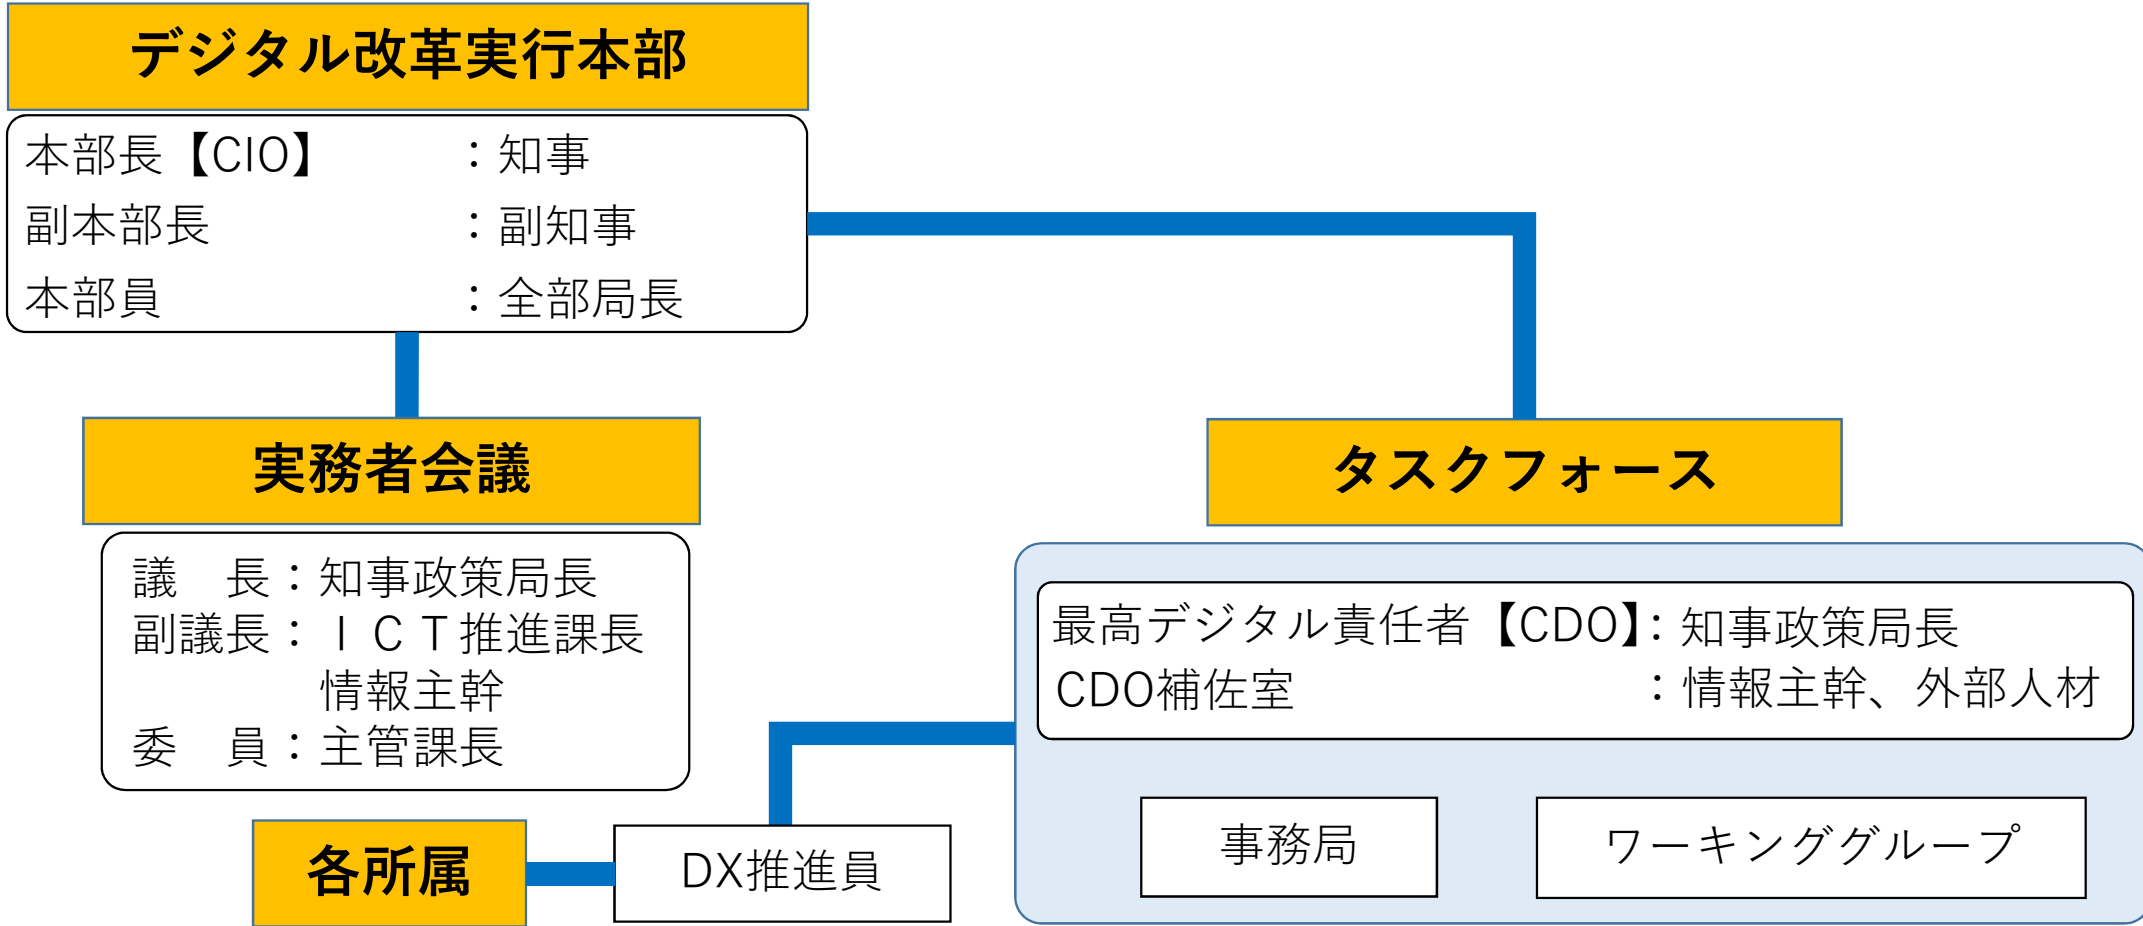 デジタル改革実行本部
本部長【CIO】 ：知事
副本部長 ：副知事
本部員 ：全部局長
実務者会議
議　長：知事政策局長
副議長：ＩＣＴ推進課長
情報主幹
委　員：主管課長
タスクフォース
最高デジタル責任者【CDO】：知事政策局長
CDO補佐室 ：情報主幹、外部人材
事務局
ワーキンググループ
各所属
DX推進員